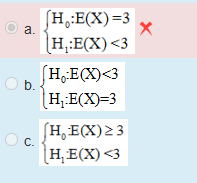 a. H₀:E(X)=3
H₁:E(X)<3
b. H₀:E(X)<3
H₁:E(X)=3
c. H₀:E(X)≥3
H₁:E(X)<3